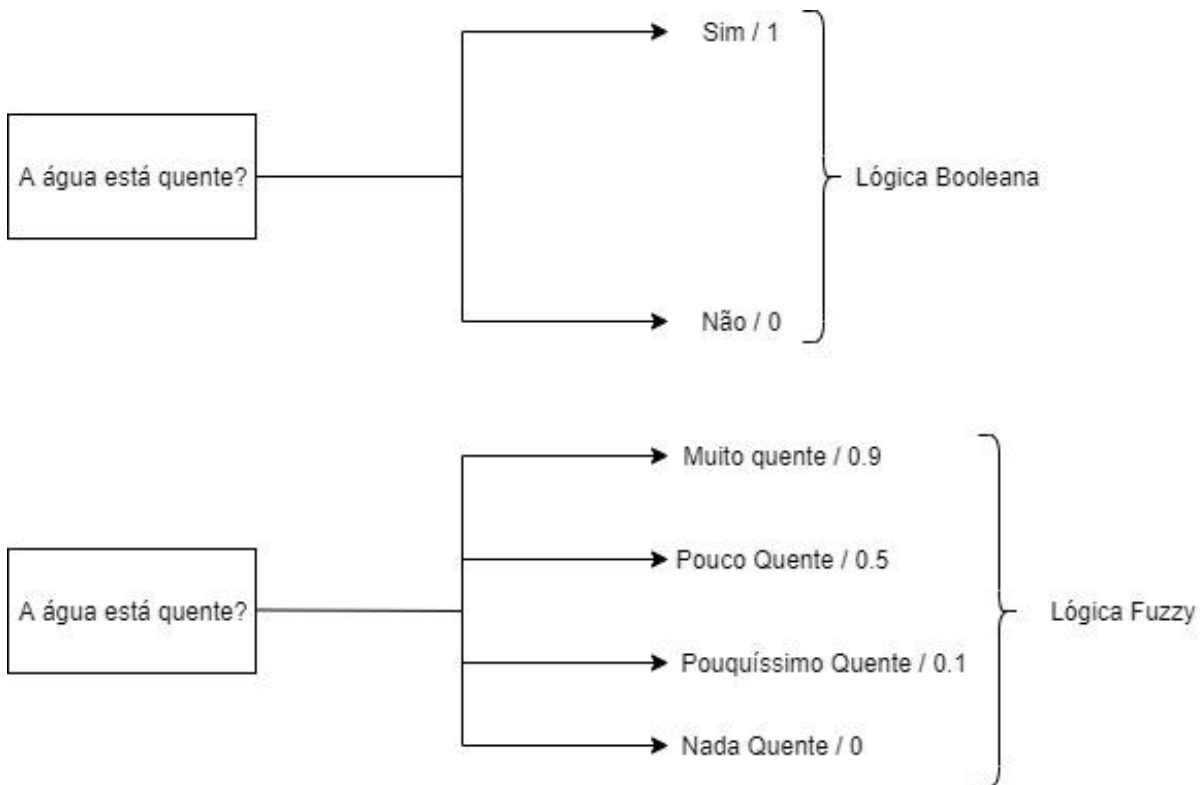 Sim / 1
A água está quente?
Lógica Booleana
Não / 0
Muito quente / 0.9
Pouco Quente / 0.5
A água está quente?
Lógica Fuzzy
Pouquíssimo Quente / 0.1
Nada Quente / 0